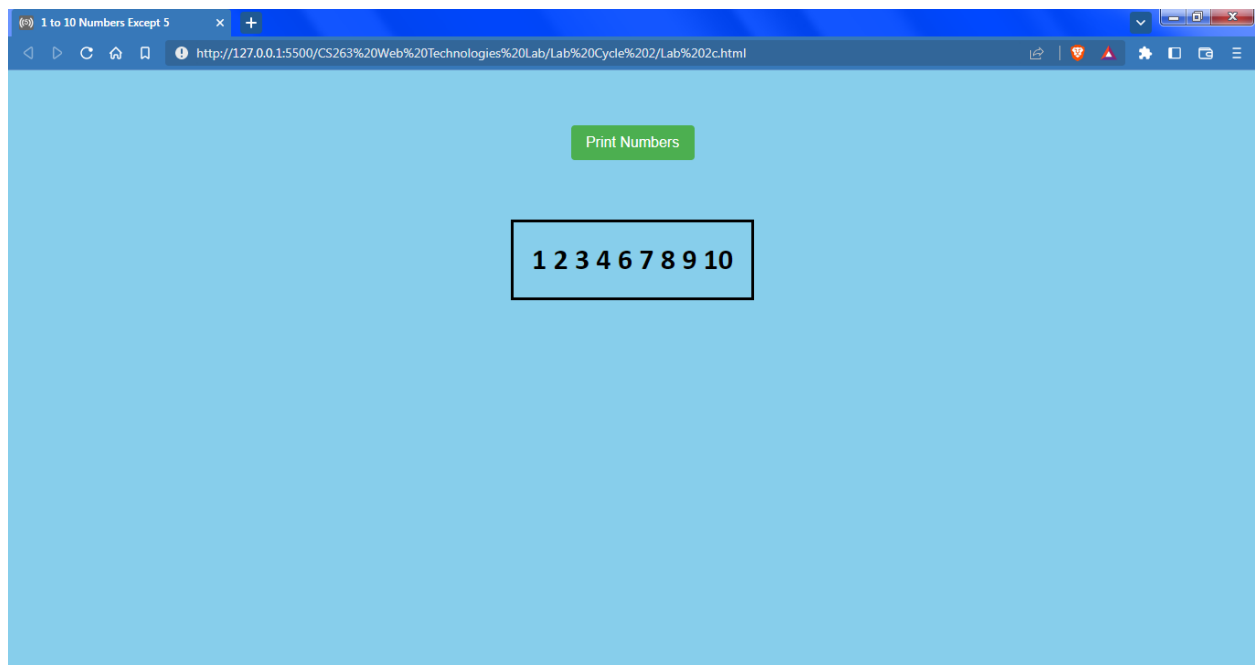 1 to 10 Numbers Except 5
http://127.0.0.1:5500/CS263%20Web%20Technologies%20Lab/Lab%20Cycle%202/Lab%202c.html
Print Numbers
1 2 3 4 6 7 8 9 10